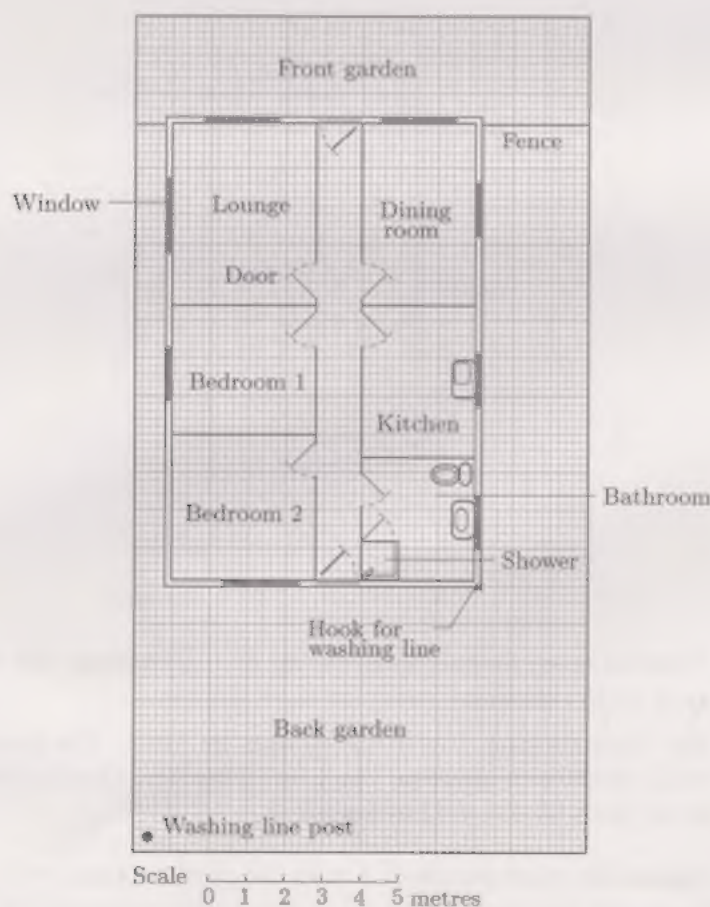 Front garden
Fence
Window
Lounge
Dining
room
Door
Bedroom 1
Kitchen
Bathroom
Bedroom 2
Shower
Hook for
washing line
Back garden
Washing line post
Scale
0 1 2 3 4 5 metres